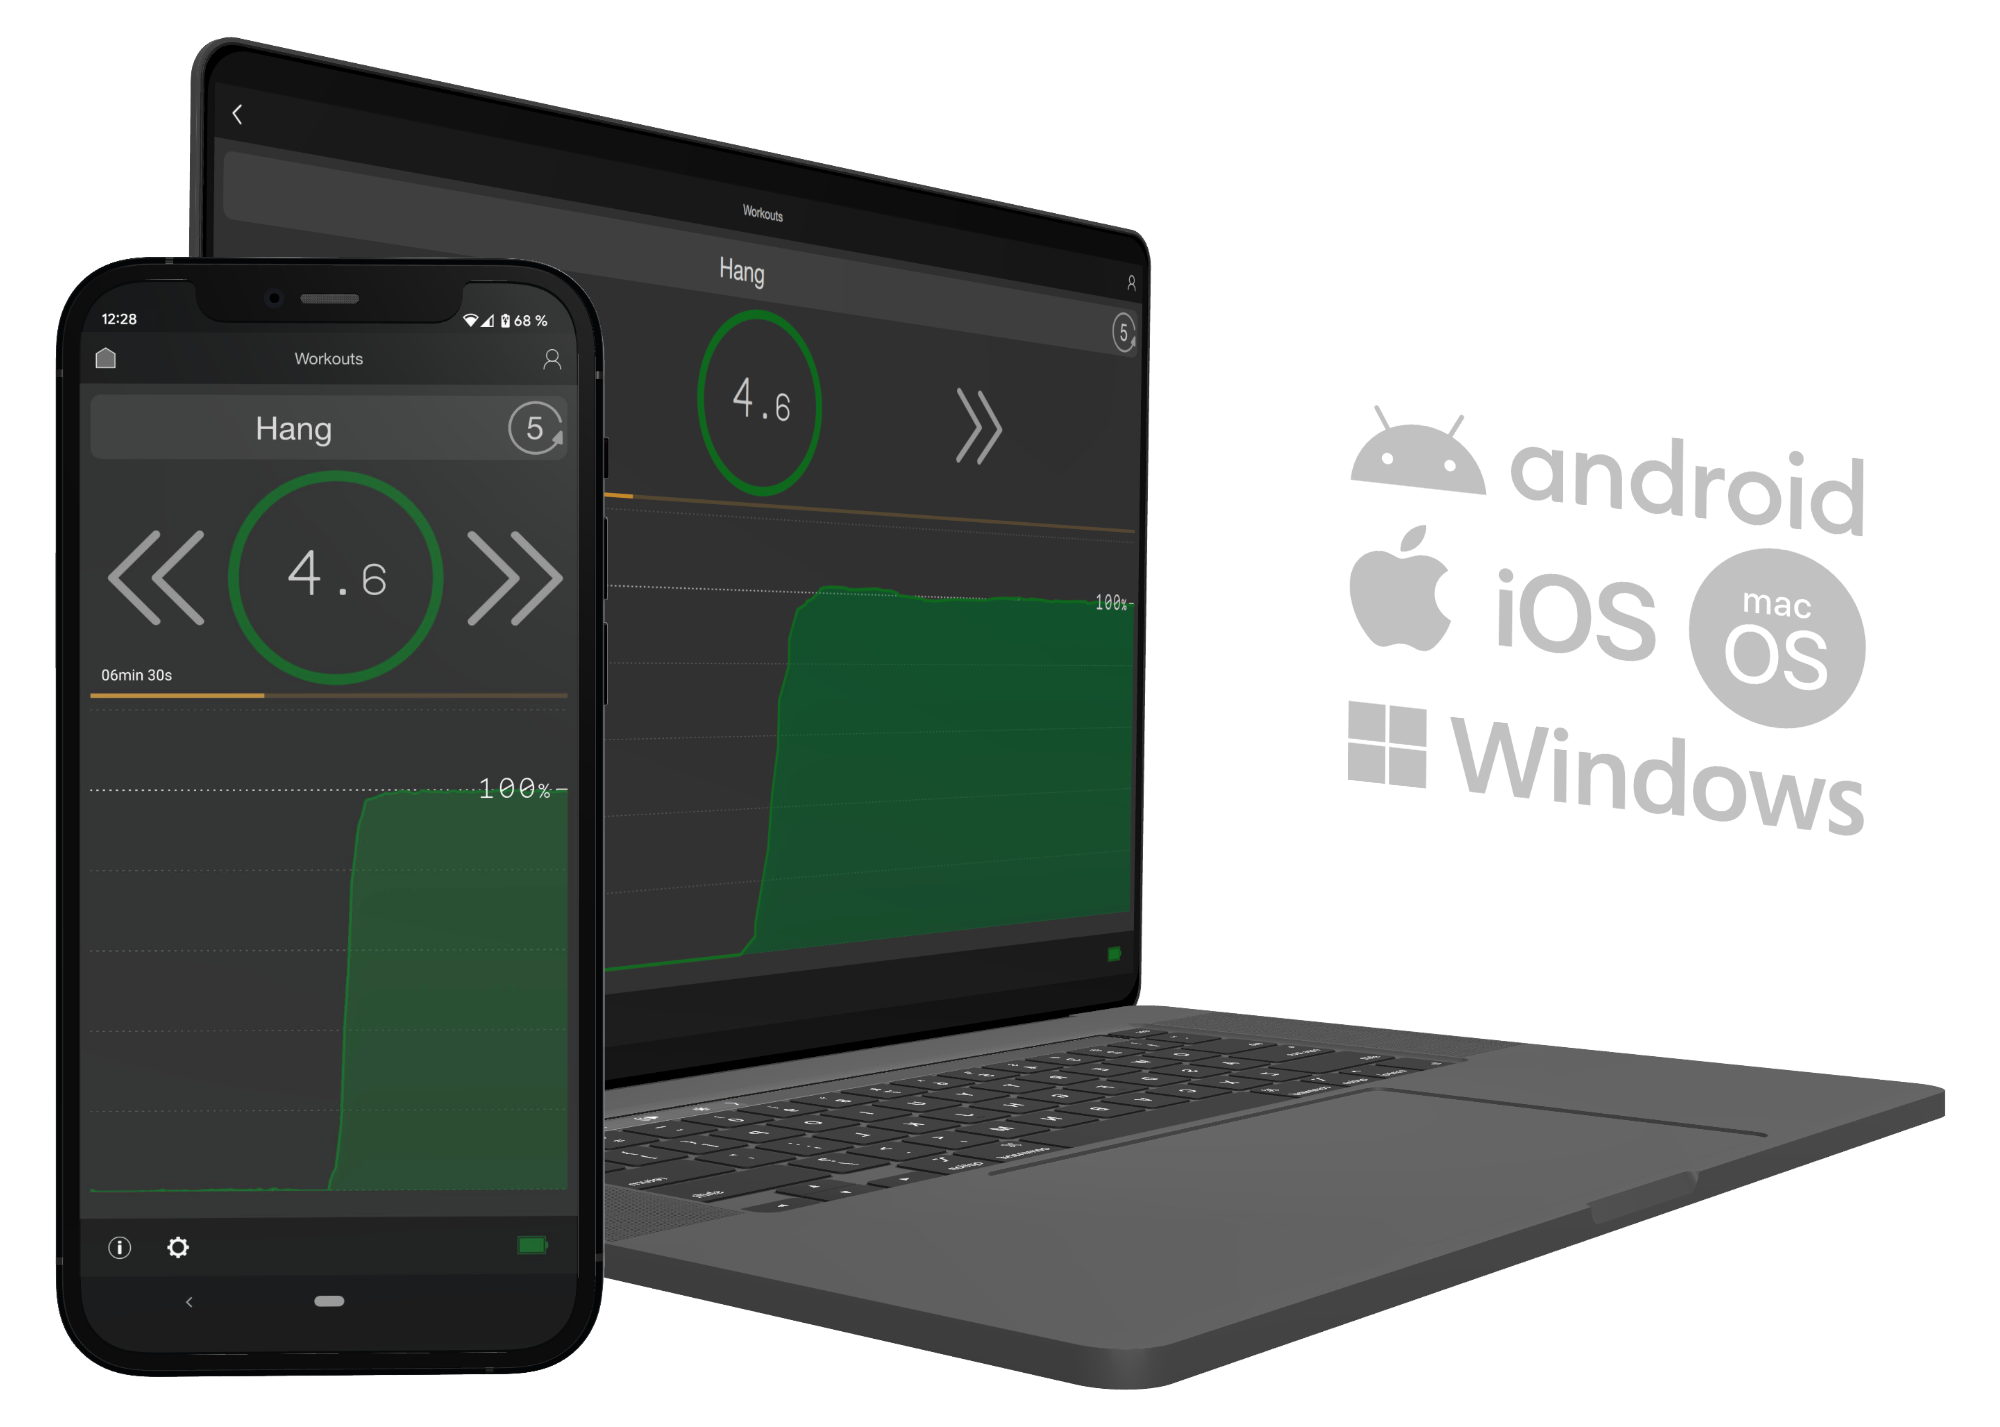 Workouts
Hang
5
4.6
100%
12:28
68 %
Workouts
Hang
5
4.6
06min 30s
100%
android
iOS
mac
OS
Windows